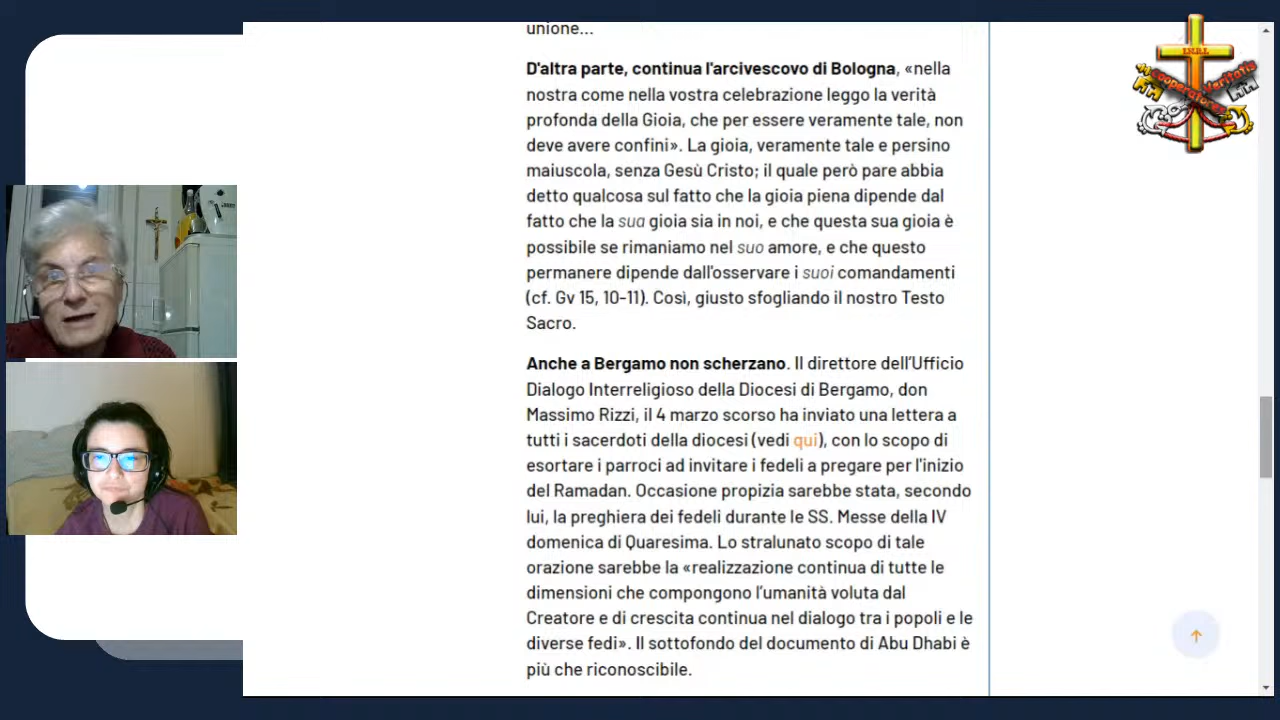 unione...
D'altra parte, continua l'arcivescovo di Bologna, «nella
nostra come nella vostra celebrazione leggo la verità
profonda della Gioia, che per essere veramente tale, non
deve avere confini». La gioia, veramente tale e persino
maiuscola, senza Gesù Cristo; il quale però pare abbia
detto qualcosa sul fatto che la gioia piena dipende dal
fatto che la sua gioia sia in noi, e che questa sua gioia è
possibile se rimaniamo nel suo amore, e che questo
permanere dipende dall'osservare i suoi comandamenti
(cf. Gv 15, 10-11). Così, giusto sfogliando il nostro Testo
Sacro.
Anche a Bergamo non scherzano. Il direttore dell'Ufficio
Dialogo Interreligioso della Diocesi di Bergamo, don
Massimo Rizzi, il 4 marzo scorso ha inviato una lettera a
tutti i sacerdoti della diocesi (vedi qui), con lo scopo di
esortare i parroci ad invitare i fedeli a pregare per l'inizio
del Ramadan. Occasione propizia sarebbe stata, secondo
lui, la preghiera dei fedeli durante le SS. Messe della IV
domenica di Quaresima. Lo stralunato scopo di tale
orazione sarebbe la «realizzazione continua di tutte le
dimensioni che compongono l'umanità voluta dal
Creatore e di crescita continua nel dialogo tra i popoli e le
diverse fedi». Il sottofondo del documento di Abu Dhabi è
più che riconoscibile.
I.N.R.I.
Cooperatores Veritatis